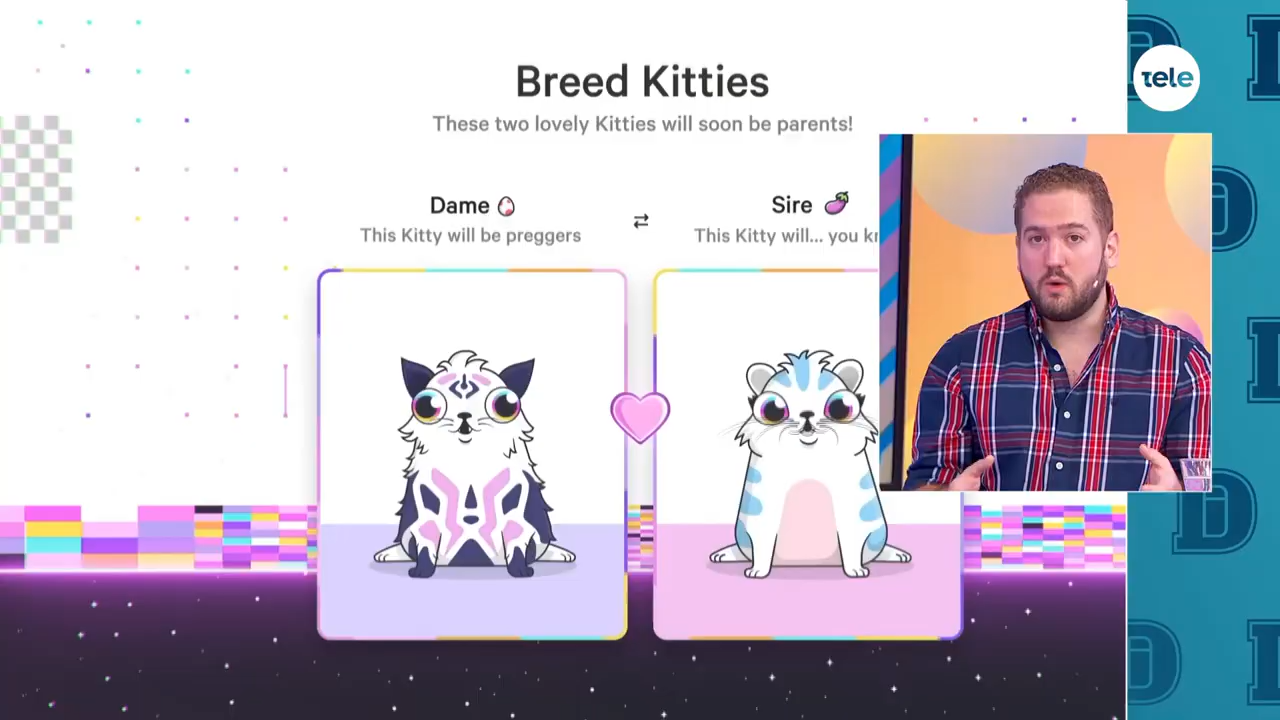 Breed Kitties
These two lovely Kitties will soon be parents!
Dame
Sire
This Kitty will be preggers
This Kitty will... you
tele
D
D
D
D